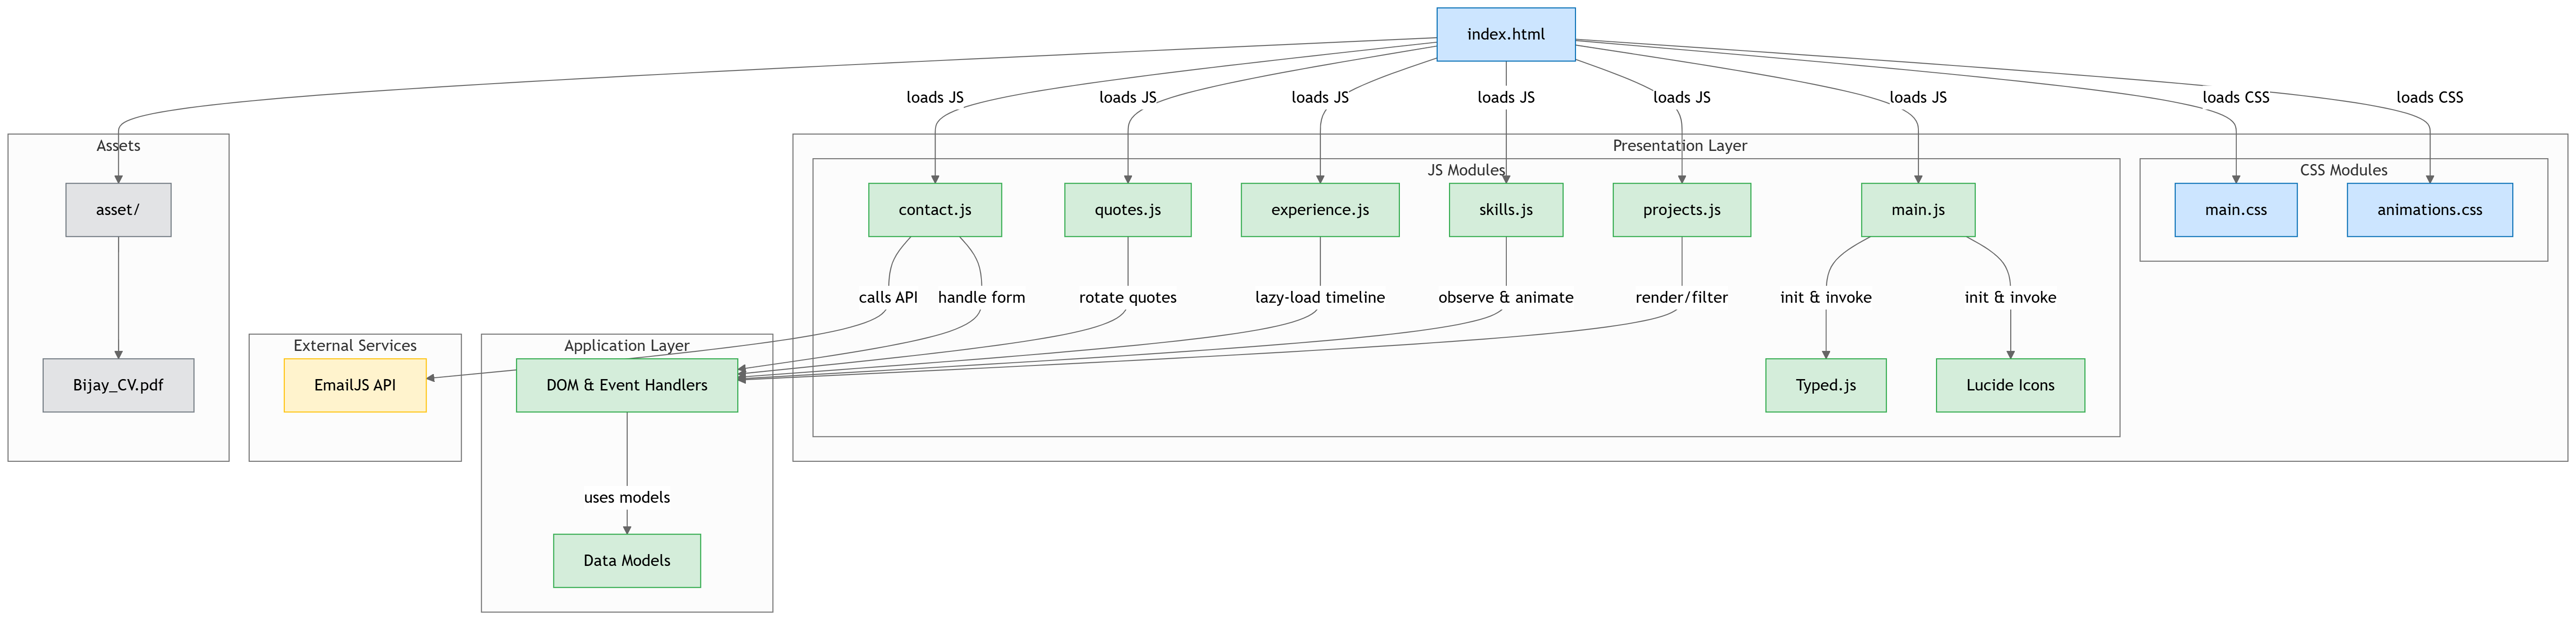 index.html
loads JS
loads JS
loads JS
loads JS
loads JS
loads JS
loads CSS
loads CSS
Assets
Presentation Layer
JS Modules
CSS Modules
asset/
contact.js
quotes.js
experience.js
skills.js
projects.js
main.js
main.css
animations.css
calls API
handle form
rotate quotes
lazy-load timeline
observe & animate
render/filter
init & invoke
init & invoke
External Services
Application Layer
Bijay_CV.pdf
EmailJS API
DOM & Event Handlers
Typed.js
Lucide Icons
uses models
Data Models